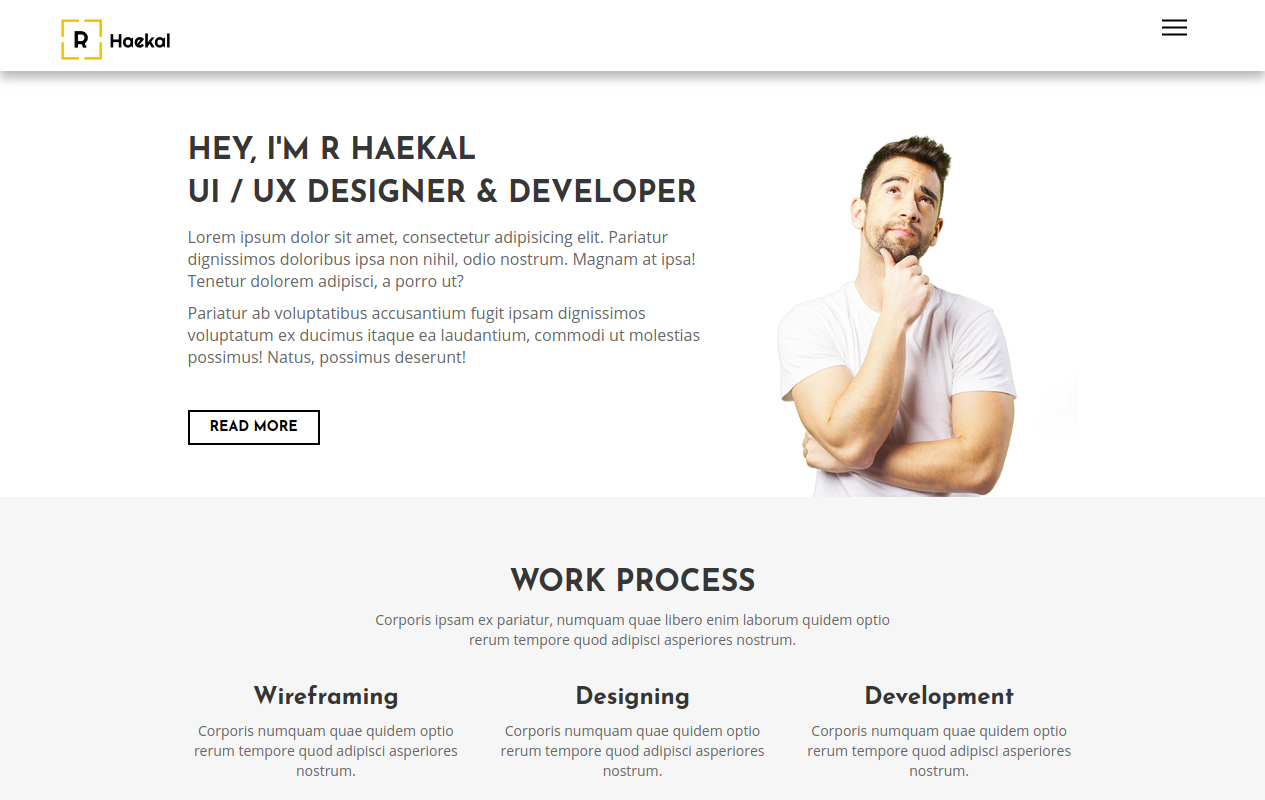 R Haekal
HEY, I'M R HAEKAL
UI / UX DESIGNER & DEVELOPER
Lorem ipsum dolor sit amet, consectetur adipisicing elit. Pariatur
dignissimos doloribus ipsa non nihil, odio nostrum. Magnam at ipsa!
Tenetur dolorem adipisci, a porro ut?
Pariatur ab voluptatibus accusantium fugit ipsam dignissimos
voluptatum ex ducimus itaque ea laudantium, commodi ut molestias
possimus! Natus, possimus deserunt!
READ MORE
WORK PROCESS
Corporis ipsam ex pariatur, numquam quae libero enim laborum quidem optio
rerum tempore quod adipisci asperiores nostrum.
Wireframing
Corporis numquam quae quidem optio
rerum tempore quod adipisci asperiores
nostrum.
Designing
Corporis numquam quae quidem optio
rerum tempore quod adipisci asperiores
nostrum.
Development
Corporis numquam quae quidem optio
rerum tempore quod adipisci asperiores
nostrum.